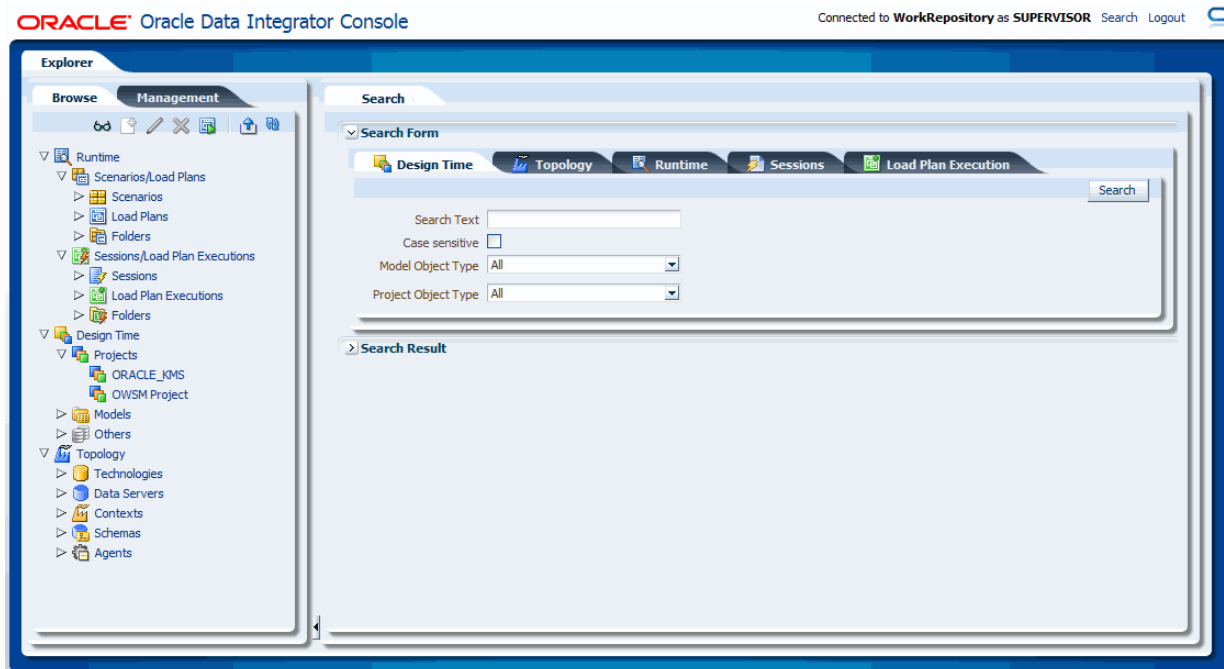 ORACLE Oracle Data Integrator Console
Connected to WorkRepository as SUPERVISOR Search Logout
Explorer
Browse Management
Runtime
Scenarios/Load Plans
Scenarios
Load Plans
Folders
Sessions/Load Plan Executions
Sessions
Load Plan Executions
Folders
Design Time
Projects
ORACLE_KMS
OWSM Project
Models
Others
Topology
Technologies
Data Servers
Contexts
Schemas
Agents
Search
Search Form
Design Time Topology Runtime Sessions Load Plan Execution
Search
Search Text
Case sensitive
Model Object Type All
Project Object Type All
Search Result